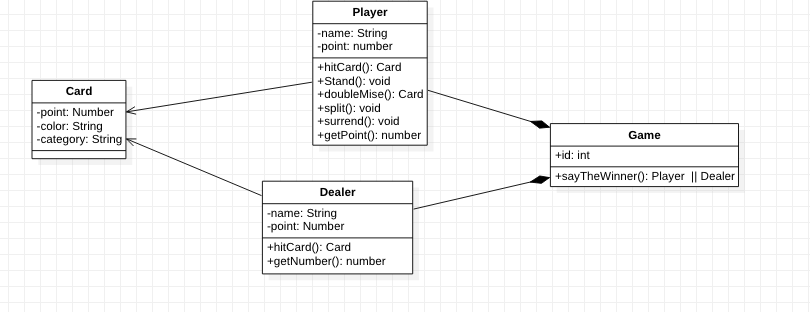 Player
-name: String
-point: number
+hitCard(): Card
+Stand(): void
+doubleMise(): Card
+split(): void
+surrend(): void
+getPoint(): number
Card
-point: Number
-color: String
-category: String
Game
+id: int
+sayTheWinner(): Player || Dealer
Dealer
-name: String
-point: Number
+hitCard(): Card
+getNumber(): number